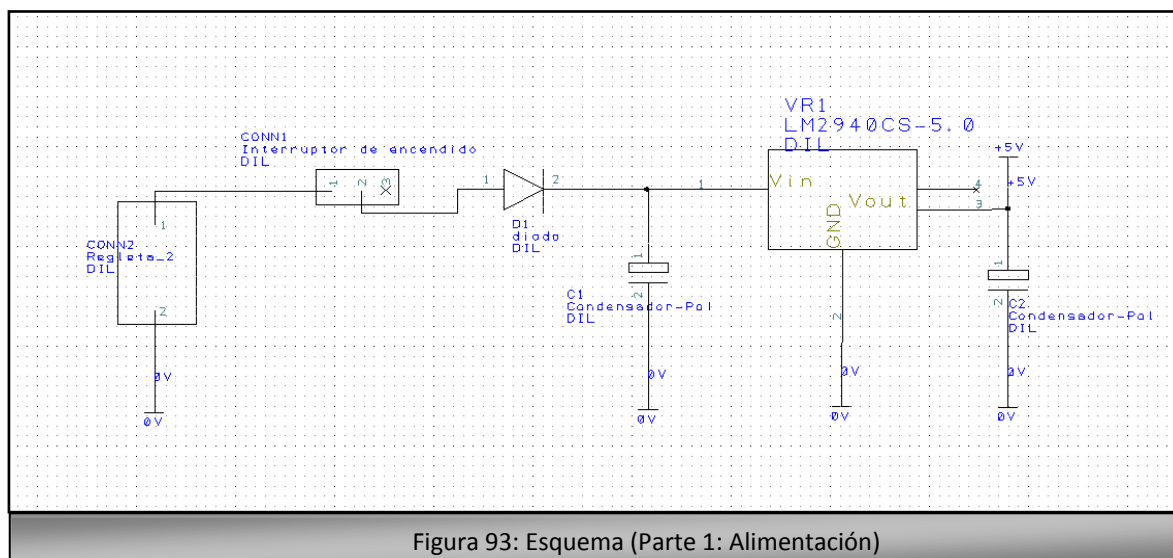 VR1
LM2940CS-5.0
DIL
CONN1
Interruptor de encendido
DIL
+5V
1
2
3
1
2
1
Vin
4
+5V
Vout
3
GND
1
CONN2
Regleta_2
DIL
D1
diodo
DIL
1
2
C1
Condensador-Pol
DIL
1
2
C2
Condensador-Pol
DIL
2
2
0V
0V
0V
0V
0V
0V
0V
0V
Figura 93: Esquema (Parte 1: Alimentación)